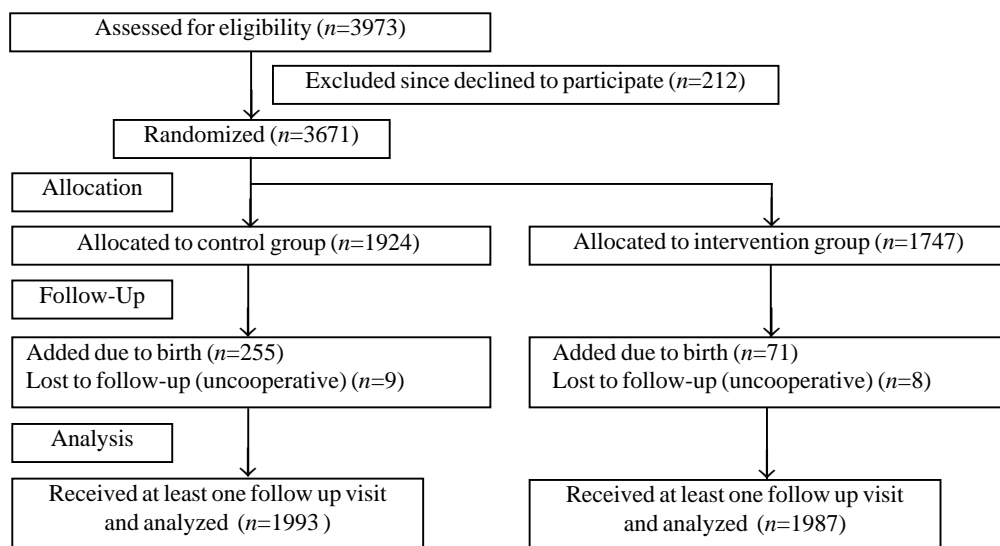 Assessed for eligibility (n=3973)
Excluded since declined to participate (n=212)
Randomized (n=3671)
Allocation
Allocated to control group (n=1924)
Allocated to intervention group (n=1747)
Follow-Up
Added due to birth (n=255)
Lost to follow-up (uncooperative) (n=9)
Added due to birth (n=71)
Lost to follow-up (uncooperative) (n=8)
Analysis
Received at least one follow up visit
and analyzed (n=1993 )
Received at least one follow up visit
and analyzed (n=1987)